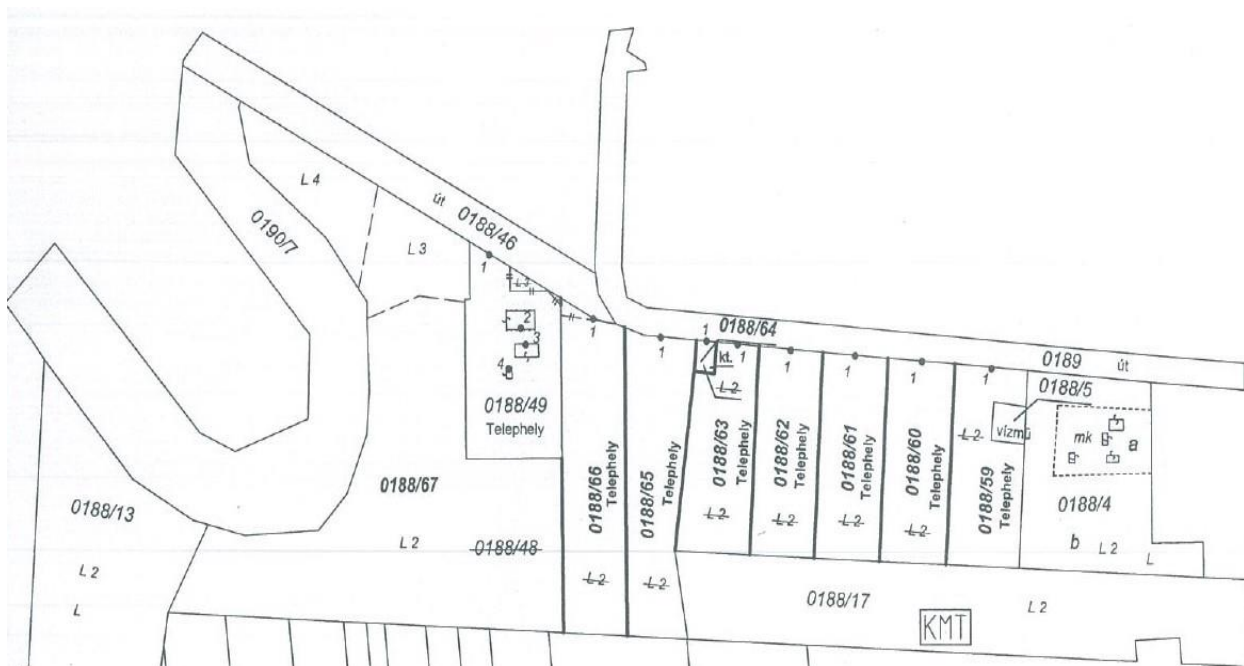 L 4
0190/7
út 0188/46
L 3
1
L 3
2
3
4
0188/49
Telephely
1
1
1
0188/64
1
kt.
L 2
1
1
1
1
0189 út
0188/5
vízmű
mk
a
0188/4
b
L 2
L
0188/13
L 2
L
0188/67
L 2
0188/48
0188/66
Telephely
L 2
0188/65
Telephely
L 2
0188/63
Telephely
L 2
0188/62
Telephely
L 2
0188/61
Telephely
L 2
0188/60
Telephely
L 2
L 2
0188/59
Telephely
0188/17
L 2
KMT